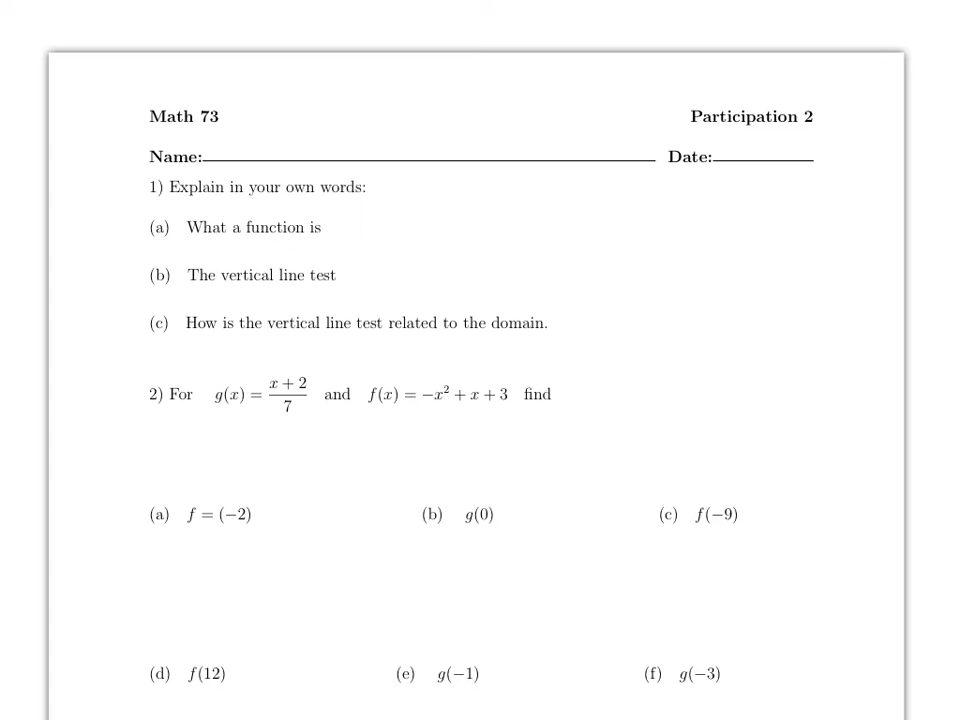 Math 73 Participation 2
Name: Date:
1) Explain in your own words:
(a) What a function is
(b) The vertical line test
(c) How is the vertical line test related to the domain.
2) For g(x) = \frac{x + 2}{7} and f(x) = −x² + x + 3 find
(a) f = (−2) (b) g(0) (c) f(−9)
(d) f(12) (e) g(−1) (f) g(−3)